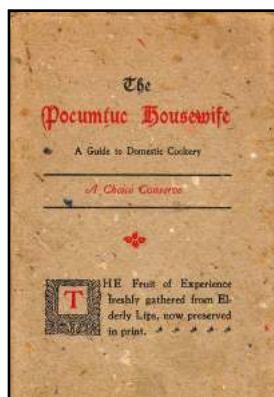 The
Pocumtuc Housewife
A Guide to Domestic Cookery
A Choice Conserve
THE Fruit of Experience
freshly gathered from El-
derly Lips, now preserved
in print.